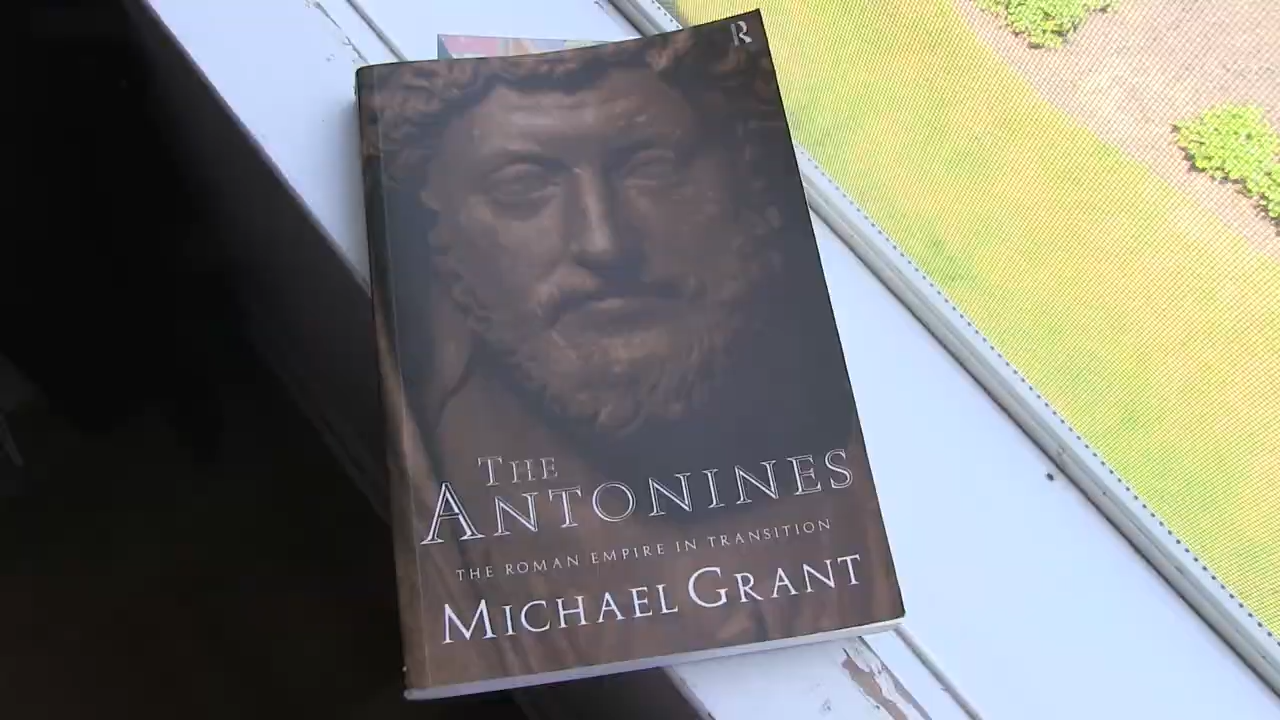 R
THE
ANTONINES
THE ROMAN EMPIRE IN TRANSITION
MICHAEL GRANT